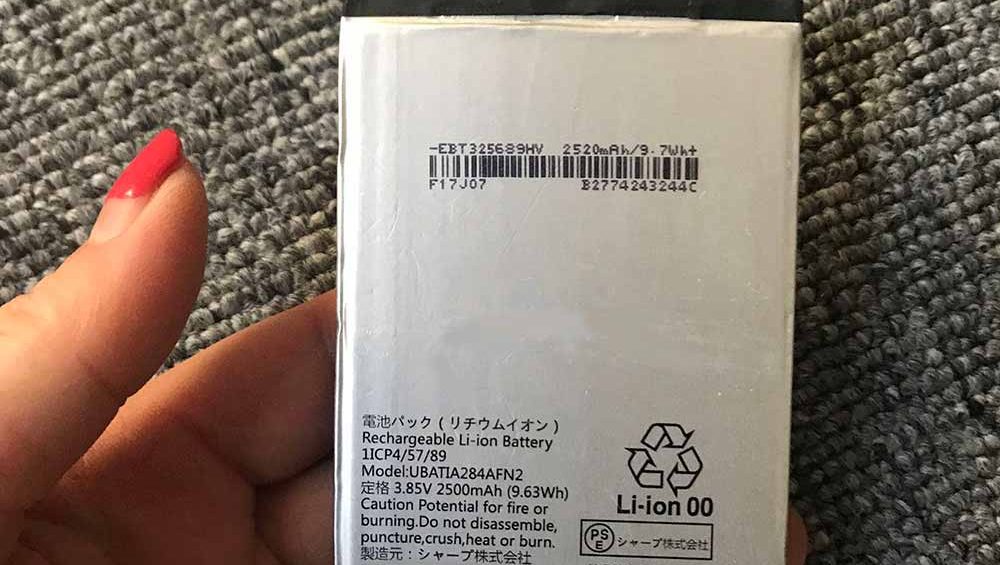 -EBT325689HV 2520mAh/9.7Wh+
F17J07 B2774243244C
電池パック(リチウムイオン)
Rechargeable Li-ion Battery
1ICP4/57/89
Model:UBATIA284AFN2
定格 3.85V 2500mAh (9.63Wh)
Caution Potential for fire or
burning.Do not disassemble,
puncture,crush,heat or burn.
製造元:シャープ株式会社
Li-ion 00
PS
E
シャープ株式会社